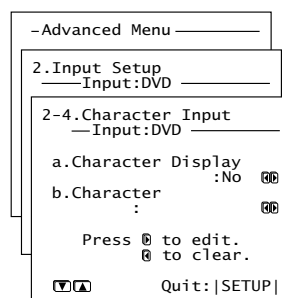 -Advanced Menu
2.Input Setup
Input:DVD
2-4.Character Input
Input:DVD
a.Character Display
:No
b.Character
:
Press to edit.
to clear.
Quit:|SETUP|